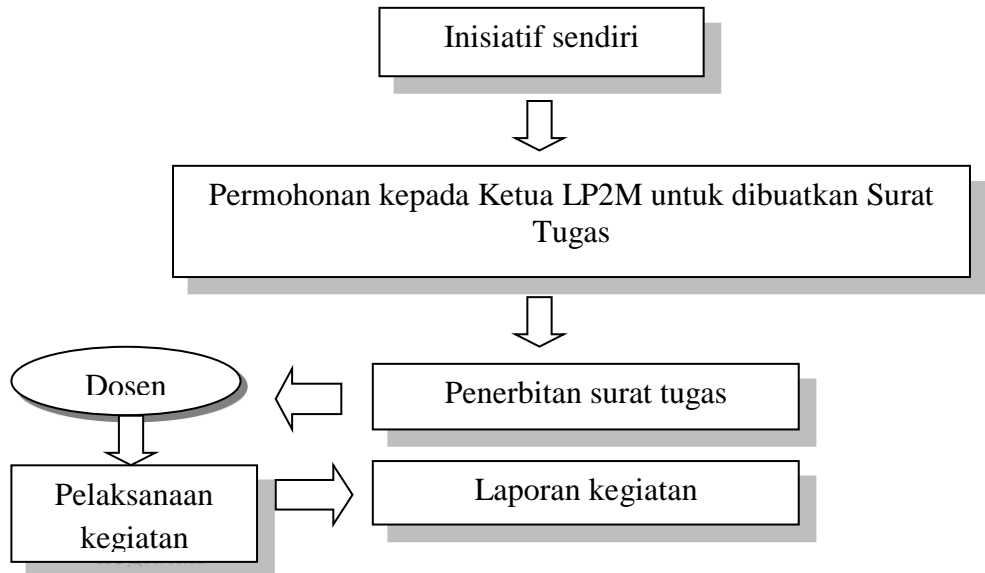 Inisiatif sendiri
Permohonan kepada Ketua LP2M untuk dibuatkan Surat
Tugas
Penerbitan surat tugas
Dosen
Pelaksanaan
kegiatan
Laporan kegiatan